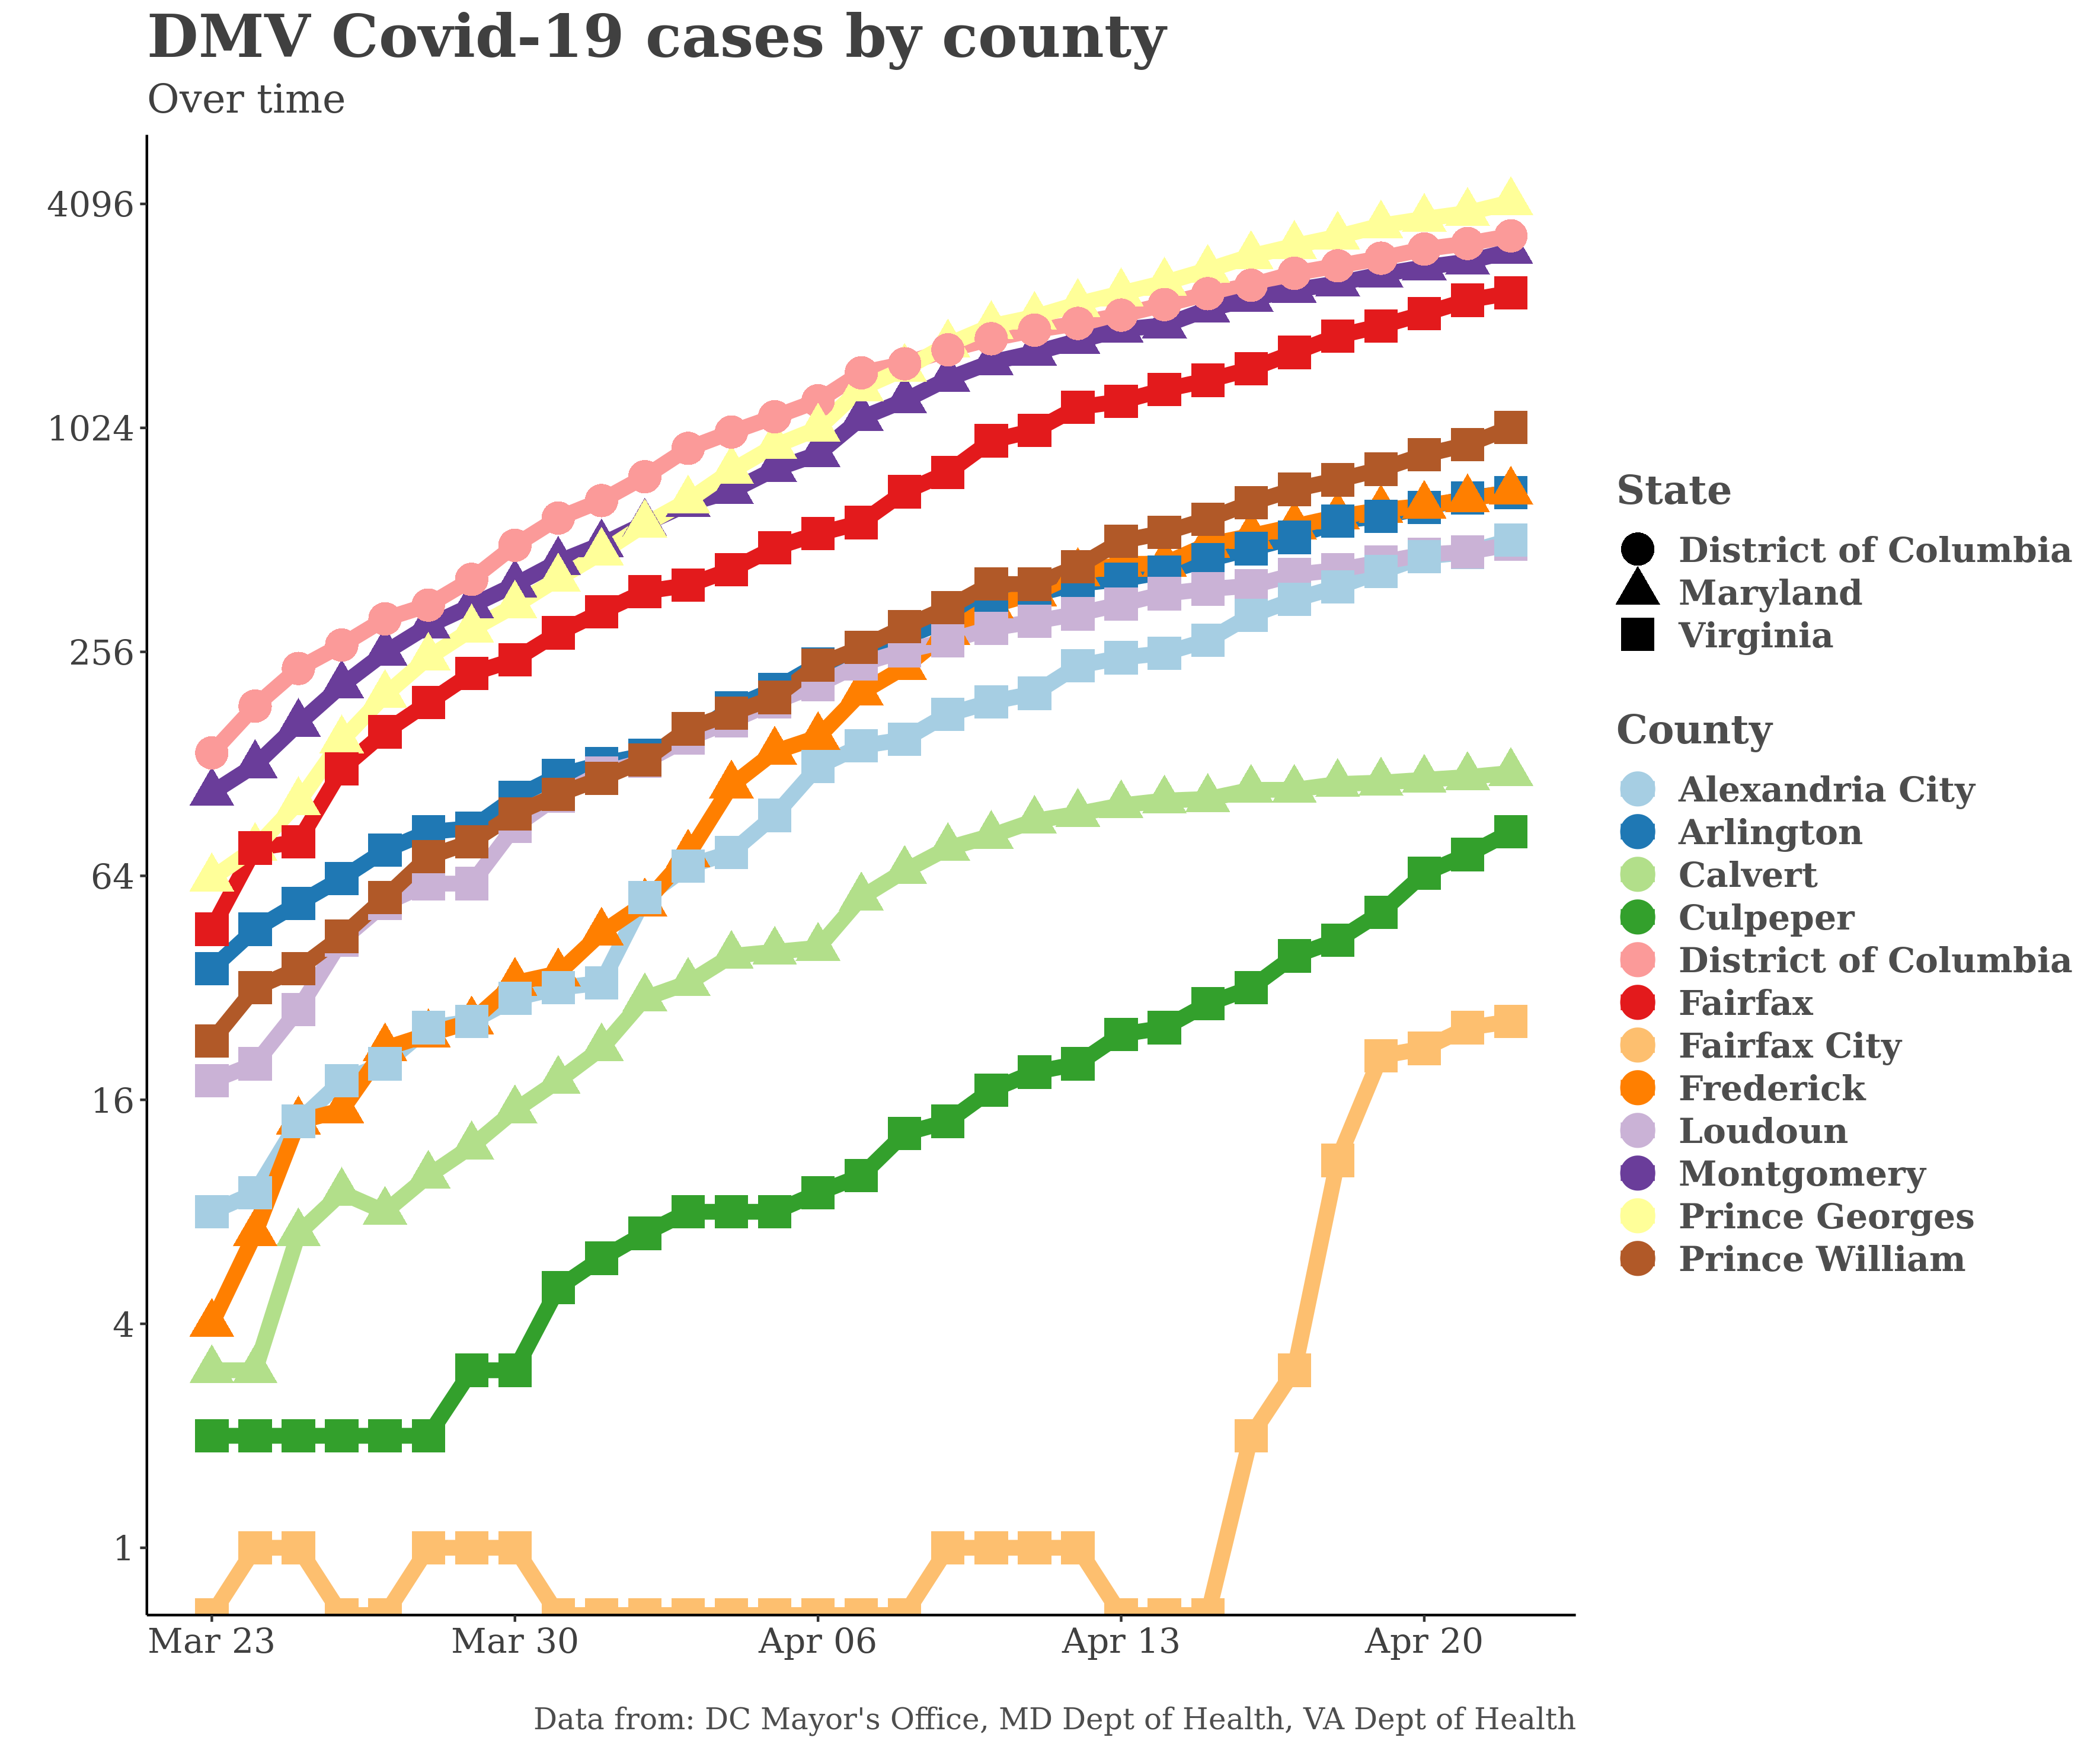 DMV Covid-19 cases by county
Over time
4096
1024
256
64
16
4
1
Mar 23
Mar 30
Apr 06
Apr 13
Apr 20
State
District of Columbia
Maryland
Virginia
County
Alexandria City
Arlington
Calvert
Culpeper
District of Columbia
Fairfax
Fairfax City
Frederick
Loudoun
Montgomery
Prince Georges
Prince William
Data from: DC Mayor's Office, MD Dept of Health, VA Dept of Health